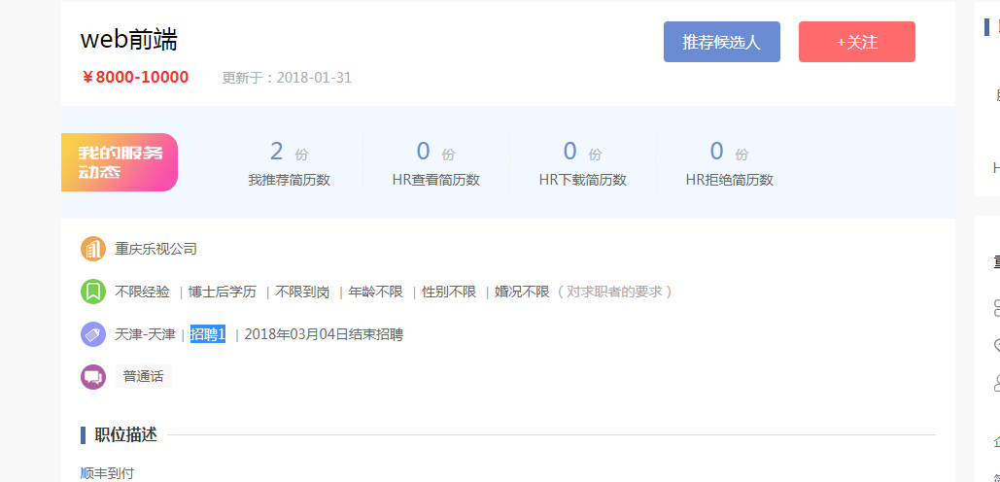 web前端
推荐候选人
+关注
￥8000-10000 更新于：2018-01-31
我的服务
动态
2 份
我推荐简历数
0 份
HR查看简历数
0 份
HR下载简历数
0 份
HR拒绝简历数
重庆乐视公司
不限经验 | 博士后学历 | 不限到岗 | 年龄不限 | 性别不限 | 婚况不限（对求职者的要求）
天津-天津 | 招聘1 | 2018年03月04日结束招聘
普通话
职位描述
顺丰到付